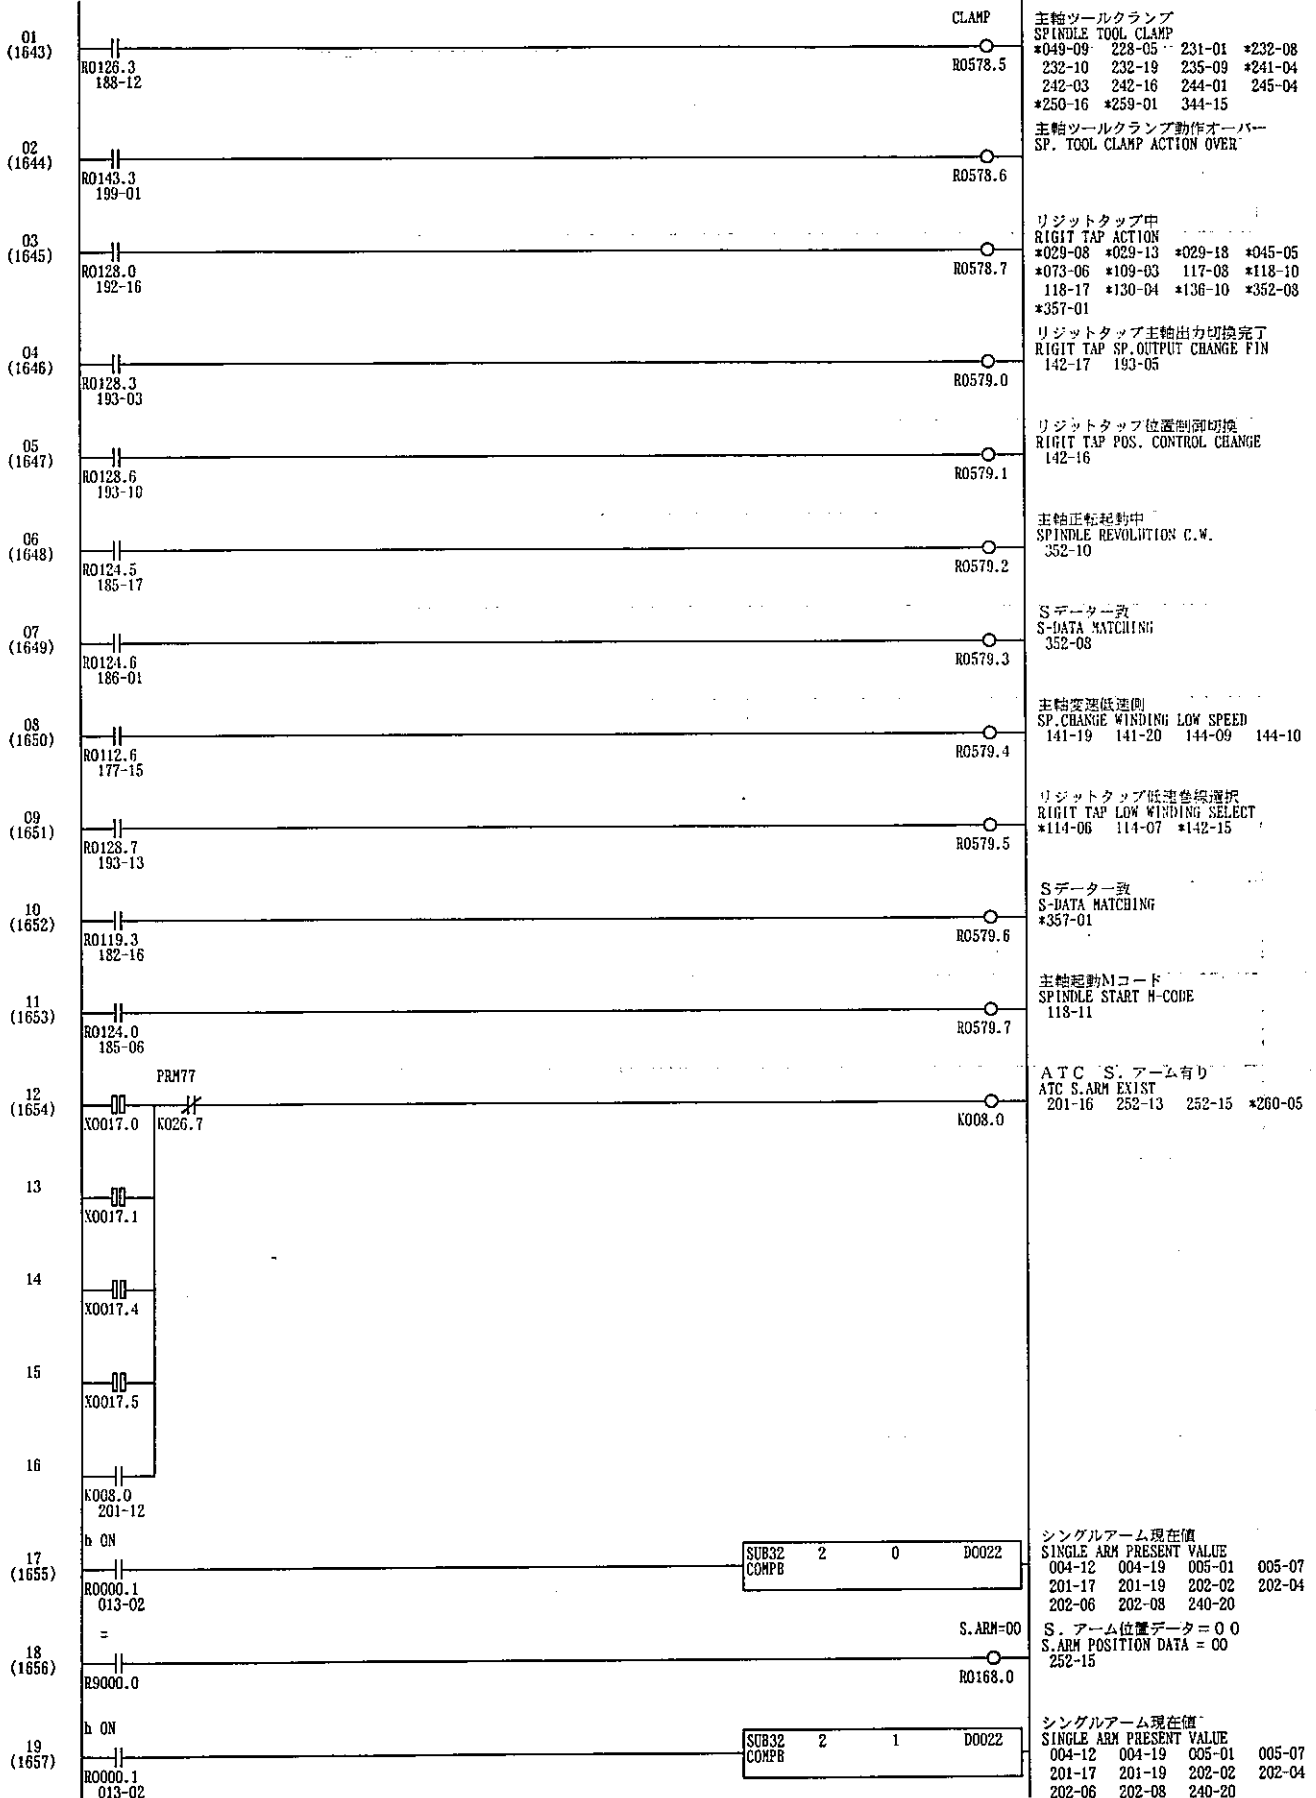 CLAMP
01
(1643)
R0126.3
188-12
R0578.5
主軸ツールクランプ
SPINDLE TOOL CLAMP
*049-09 228-05 231-01 *232-08
232-10 232-19 235-09 *241-04
242-03 242-16 244-01 245-04
*250-16 *259-01 344-15
02
(1644)
R0143.3
199-01
R0578.6
主軸ツールクランプ動作オーバー
SP. TOOL CLAMP ACTION OVER
03
(1645)
R0128.0
192-16
R0578.7
リジットタップ中
RIGIT TAP ACTION
*029-08 *029-13 *029-18 *045-05
*073-06 *109-03 117-08 *118-10
118-17 *130-04 *136-10 *352-08
*357-01
04
(1646)
R0128.3
193-03
R0579.0
リジットタップ主軸出力切換完了
RIGIT TAP SP.OUTPUT CHANGE FIN
142-17 193-05
05
(1647)
R0128.6
193-10
R0579.1
リジットタップ位置制御切換
RIGIT TAP POS. CONTROL CHANGE
142-16
06
(1648)
R0124.5
185-17
R0579.2
主軸正転起動中
SPINDLE REVOLUTION C.W.
352-10
07
(1649)
R0124.6
186-01
R0579.3
Sデーター致
S-DATA MATCHING
352-08
08
(1650)
R0112.6
177-15
R0579.4
主軸変速低速側
SP.CHANGE WINDING LOW SPEED
141-19 141-20 144-09 144-10
09
(1651)
R0128.7
193-13
R0579.5
リジットタップ低速巻線選択
RIGIT TAP LOW WINDING SELECT
*114-06 114-07 *142-15
10
(1652)
R0119.3
182-16
R0579.6
Sデーター致
S-DATA MATCHING
*357-01
11
(1653)
R0124.0
185-06
R0579.7
主軸起動Mコード
SPINDLE START M-CODE
118-11
PRM77
12
(1654)
X0017.0 K026.7
K008.0
ATC S.アーム有り
ATC S.ARM EXIST
201-16 252-13 252-15 *260-05
13
X0017.1
14
X0017.4
15
X0017.5
16
K008.0
201-12
h ON
17
(1655)
R0000.1
013-02
SUB32 2 0 D0022
COMPB
シングルアーム現在値
SINGLE ARM PRESENT VALUE
004-12 004-19 005-01 005-07
201-17 201-19 202-02 202-04
202-06 202-08 240-20
=
18
(1656)
R9000.0
S.ARM=00
R0168.0
S.アーム位置データ=00
S.ARM POSITION DATA = 00
252-15
h ON
19
(1657)
R0000.1
013-02
SUB32 2 1 D0022
COMPB
シングルアーム現在値
SINGLE ARM PRESENT VALUE
004-12 004-19 005-01 005-07
201-17 201-19 202-02 202-04
202-06 202-08 240-20